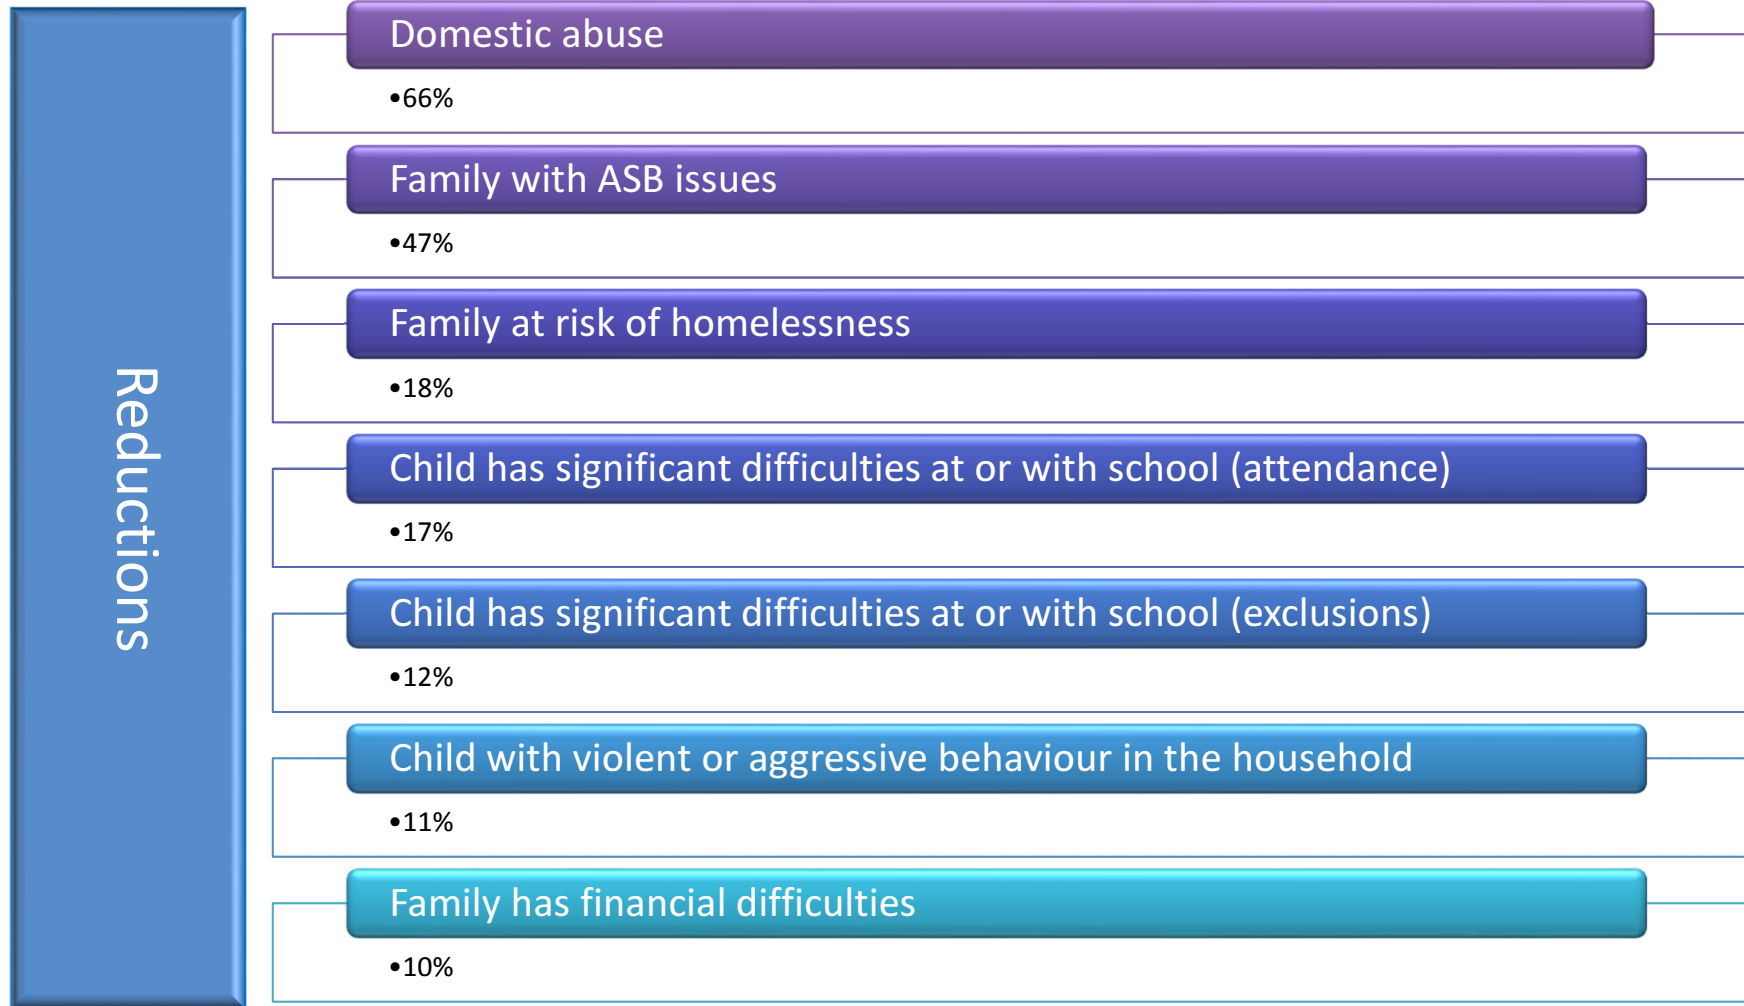 Reductions
Domestic abuse
•66%
Family with ASB issues
•47%
Family at risk of homelessness
•18%
Child has significant difficulties at or with school (attendance)
•17%
Child has significant difficulties at or with school (exclusions)
•12%
Child with violent or aggressive behaviour in the household
•11%
Family has financial difficulties
•10%